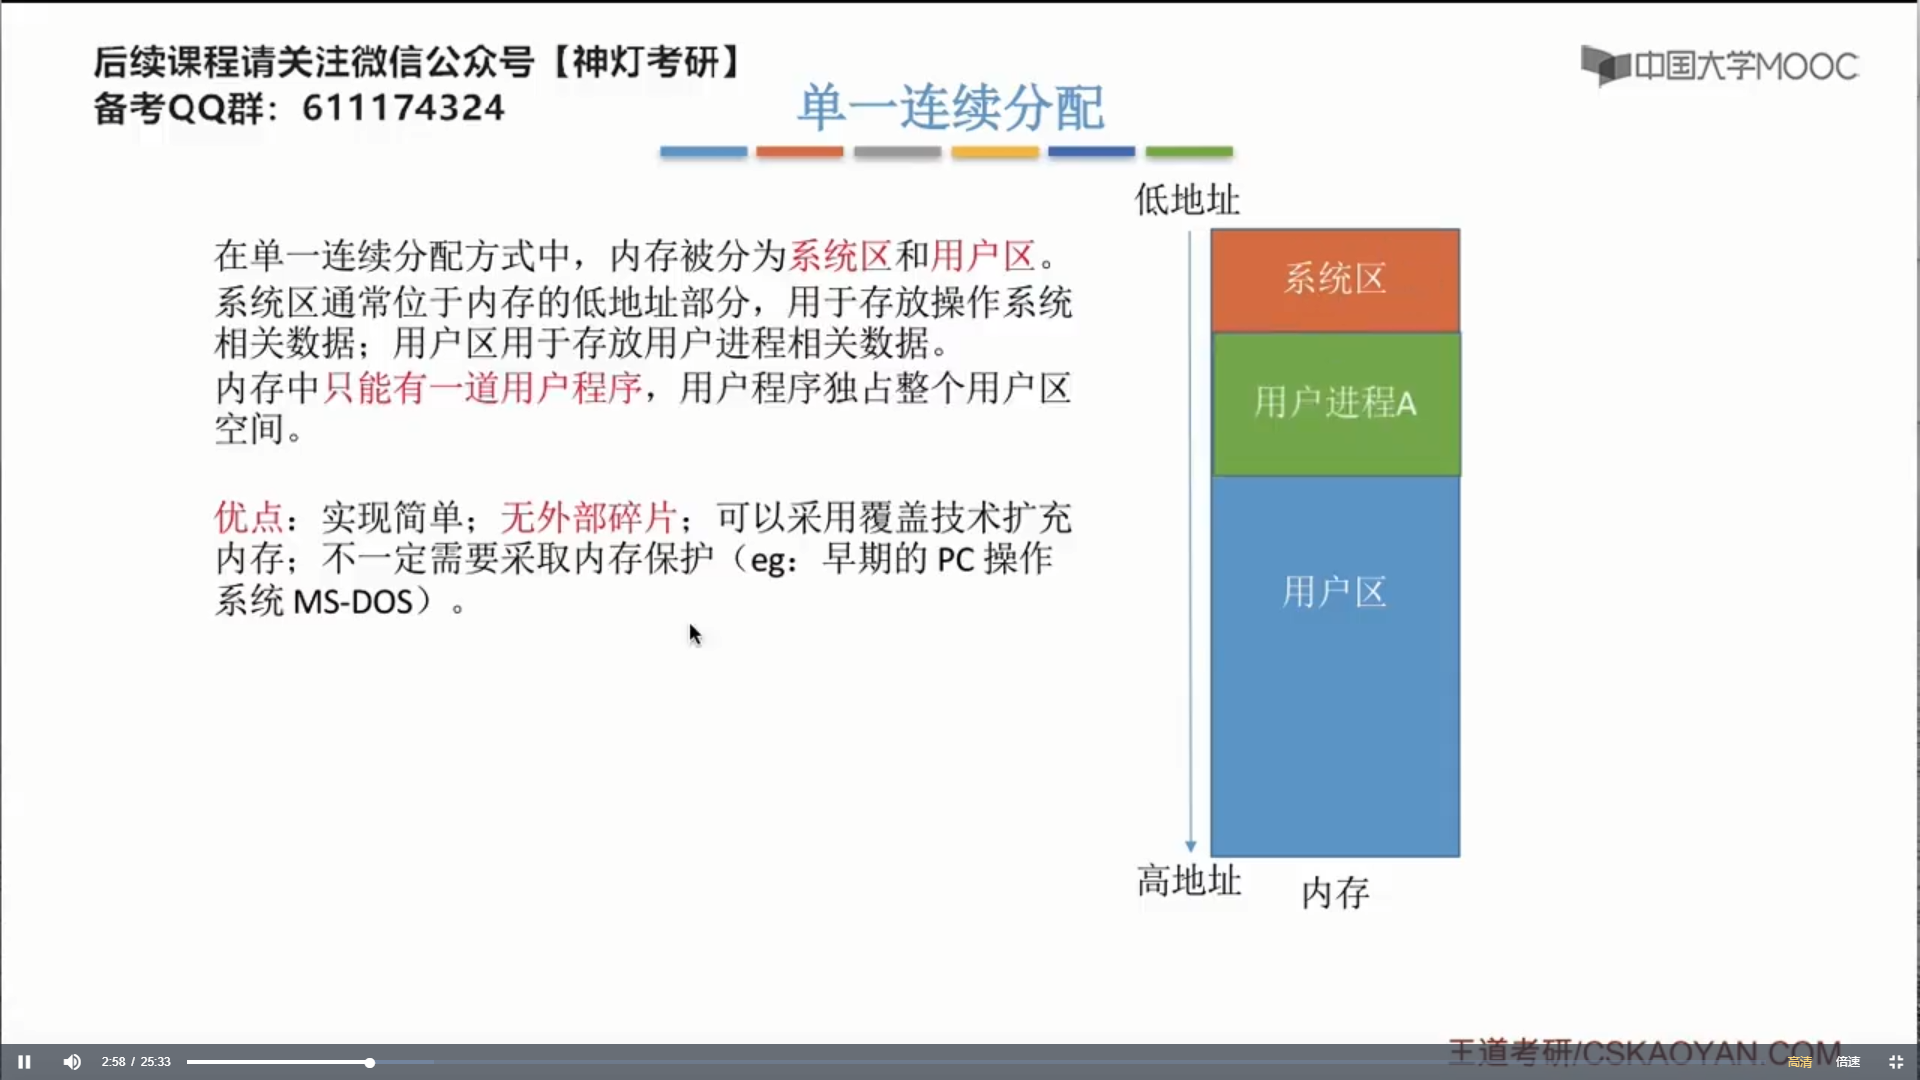 后续课程请关注微信公众号【神灯考研】
备考QQ群：611174324
中国大学MOOC
单一连续分配
在单一连续分配方式中，内存被分为系统区和用户区。
系统区通常位于内存的低地址部分，用于存放操作系统
相关数据；用户区用于存放用户进程相关数据。
内存中只能有一道用户程序，用户程序独占整个用户区
空间。
优点：实现简单；无外部碎片；可以采用覆盖技术扩充
内存；不一定需要采取内存保护（eg：早期的 PC 操作
系统 MS-DOS）。
低地址
系统区
用户进程A
用户区
高地址
内存
王道考研/CSKAOYAN.COM
2:58 / 25:33
高清
倍速